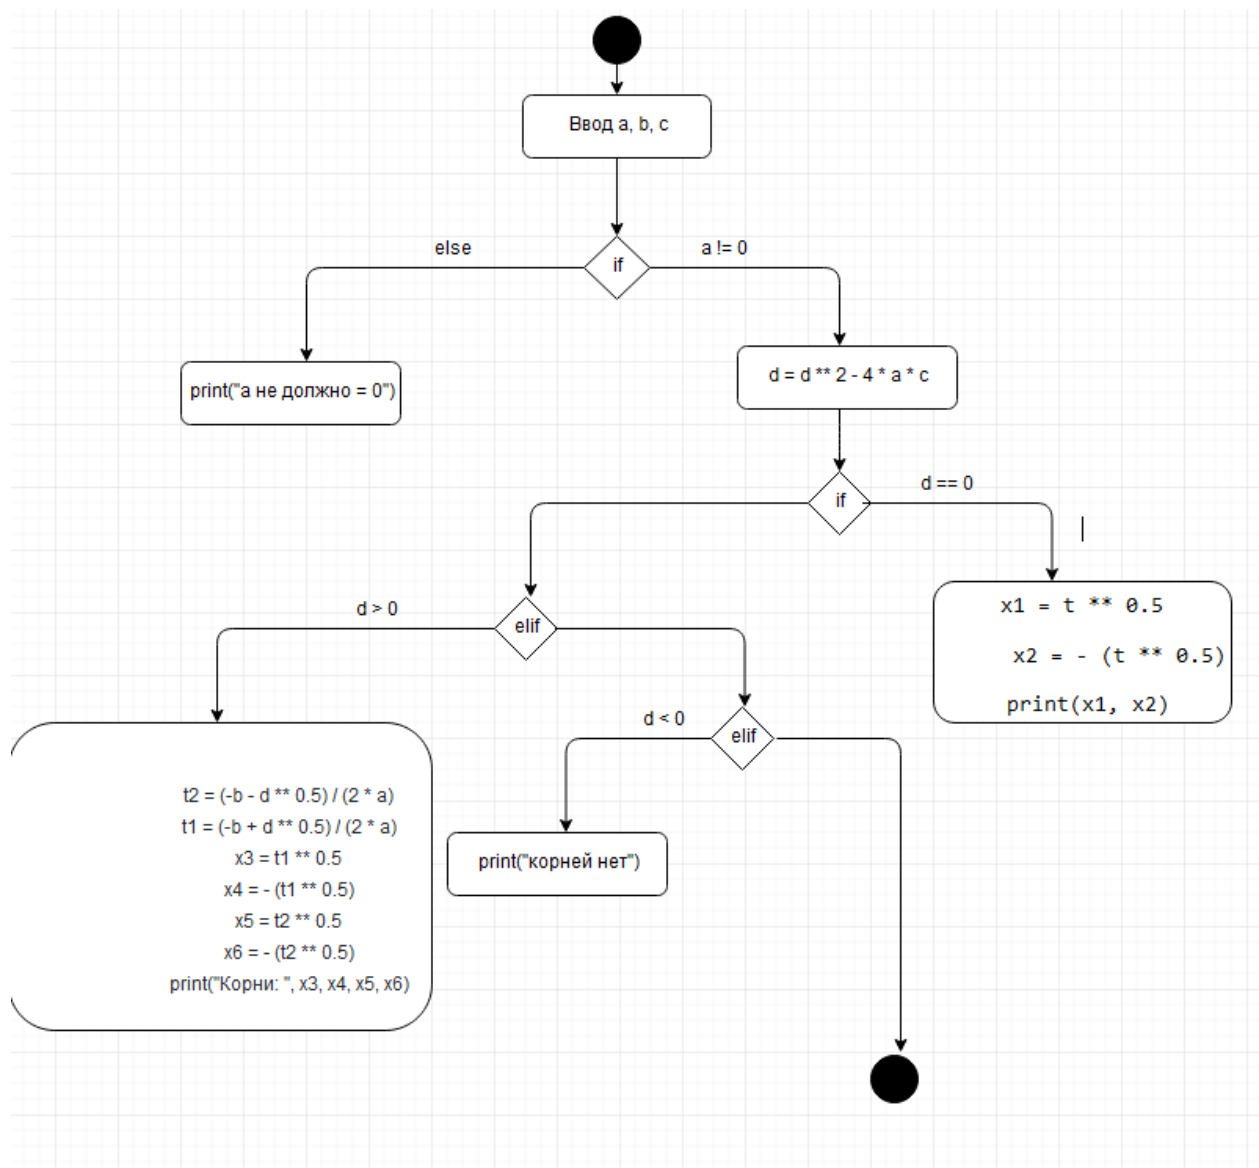 Ввод a, b, c
else
if
a != 0
print("а не должно = 0")
d = d ** 2 - 4 * a * c
if
d == 0
x1 = t ** 0.5
x2 = - (t ** 0.5)
print(x1, x2)
d > 0
elif
d < 0
elif
t2 = (-b - d ** 0.5) / (2 * a)
t1 = (-b + d ** 0.5) / (2 * a)
x3 = t1 ** 0.5
x4 = - (t1 ** 0.5)
x5 = t2 ** 0.5
x6 = - (t2 ** 0.5)
print("Корни: ", x3, x4, x5, x6)
print("корней нет")